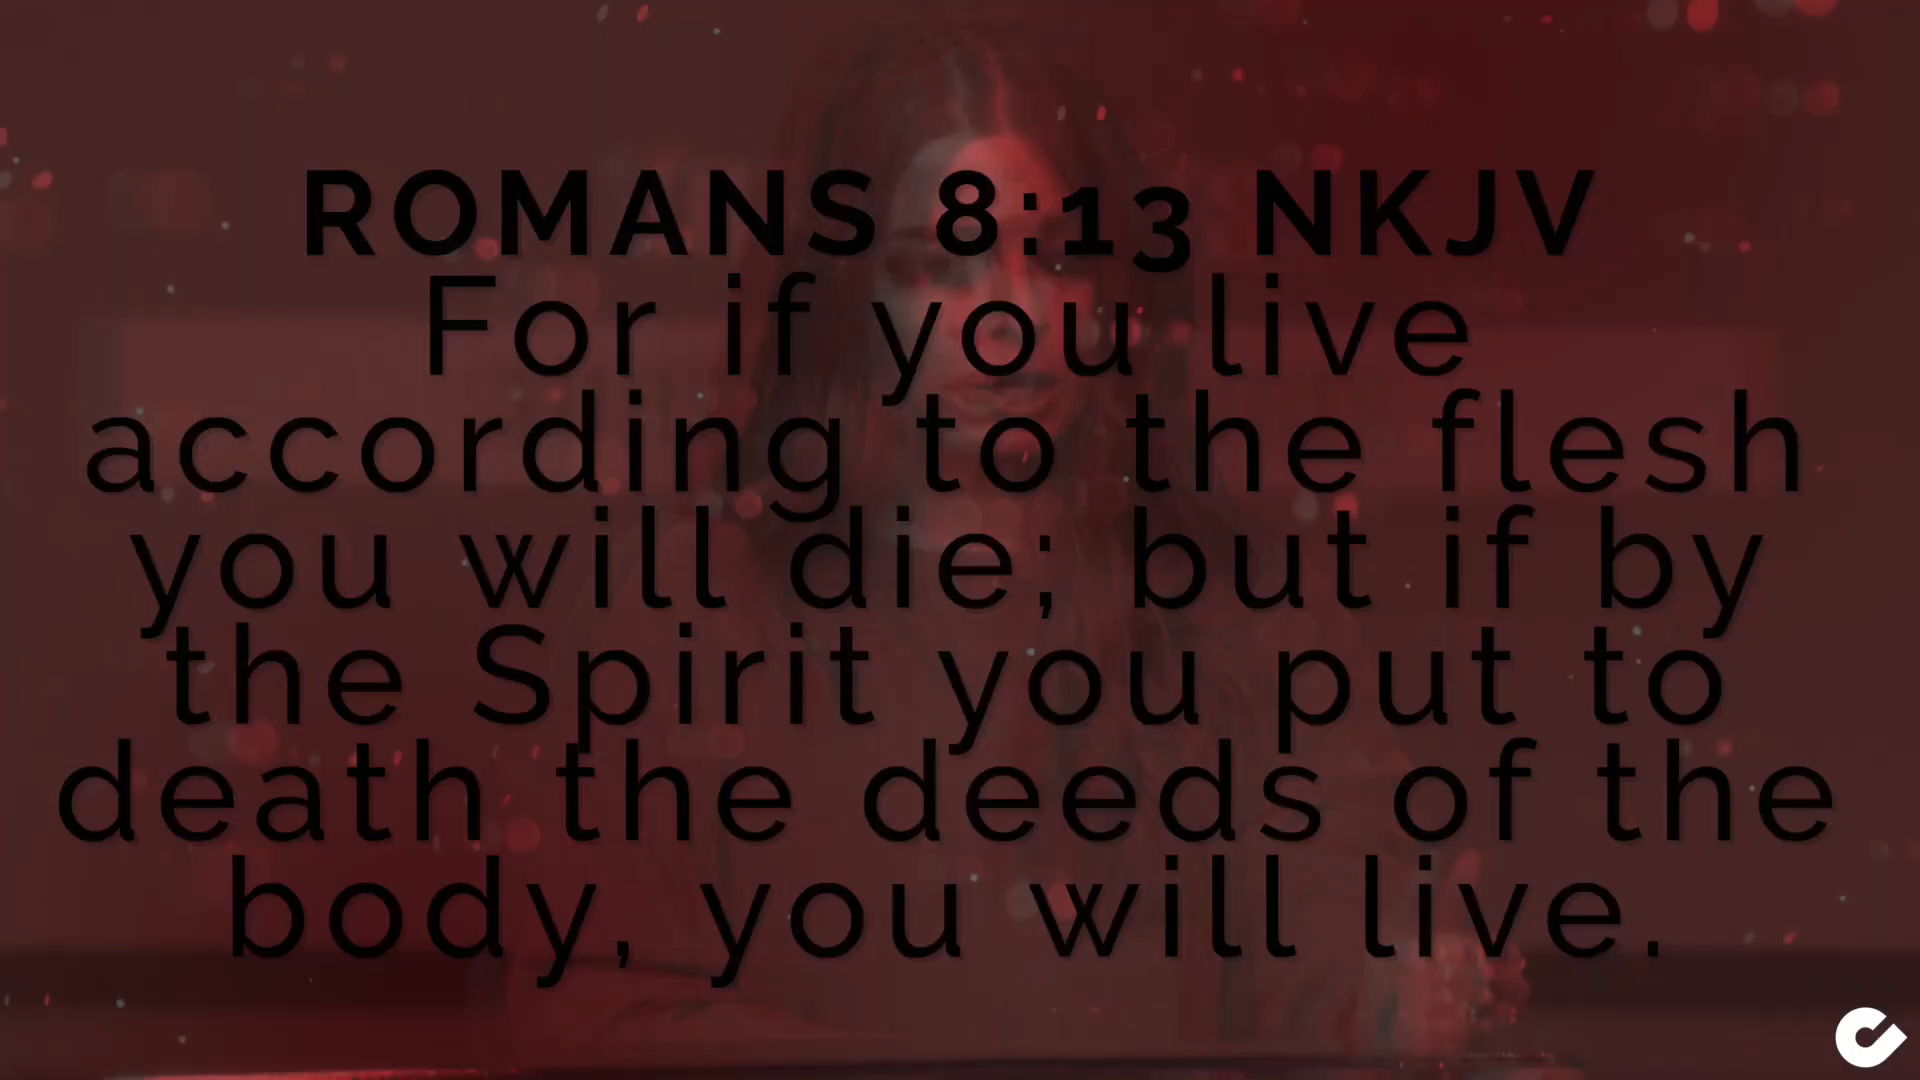 ROMANS 8:13 NKJV
For if you live
according to the flesh
you will die; but if by
the Spirit you put to
death the deeds of the
body, you will live.